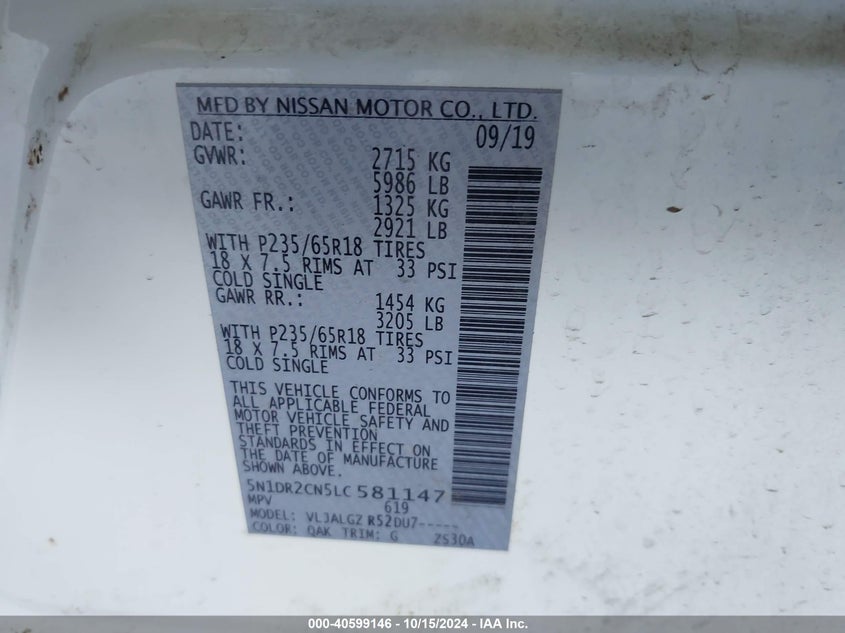 MFD BY NISSAN MOTOR CO., LTD.
DATE: 09/19
GVWR: 2715 KG
5986 LB
GAWR FR.: 1325 KG
2921 LB
WITH P235/65R18 TIRES
18 X 7.5 RIMS AT 33 PSI
COLD SINGLE
GAWR RR.: 1454 KG
3205 LB
WITH P235/65R18 TIRES
18 X 7.5 RIMS AT 33 PSI
COLD SINGLE
THIS VEHICLE CONFORMS TO
ALL APPLICABLE FEDERAL
MOTOR VEHICLE SAFETY AND
THEFT PREVENTION
STANDARDS IN EFFECT ON
THE DATE OF MANUFACTURE
SHOWN ABOVE.
5N1DR2CN5LC581147
MPV 619
MODEL: VLJALGZ R52DU7-----
COLOR: QAK TRIM: G ZS30A
000-40599146 - 10/15/2024 - IAA Inc.